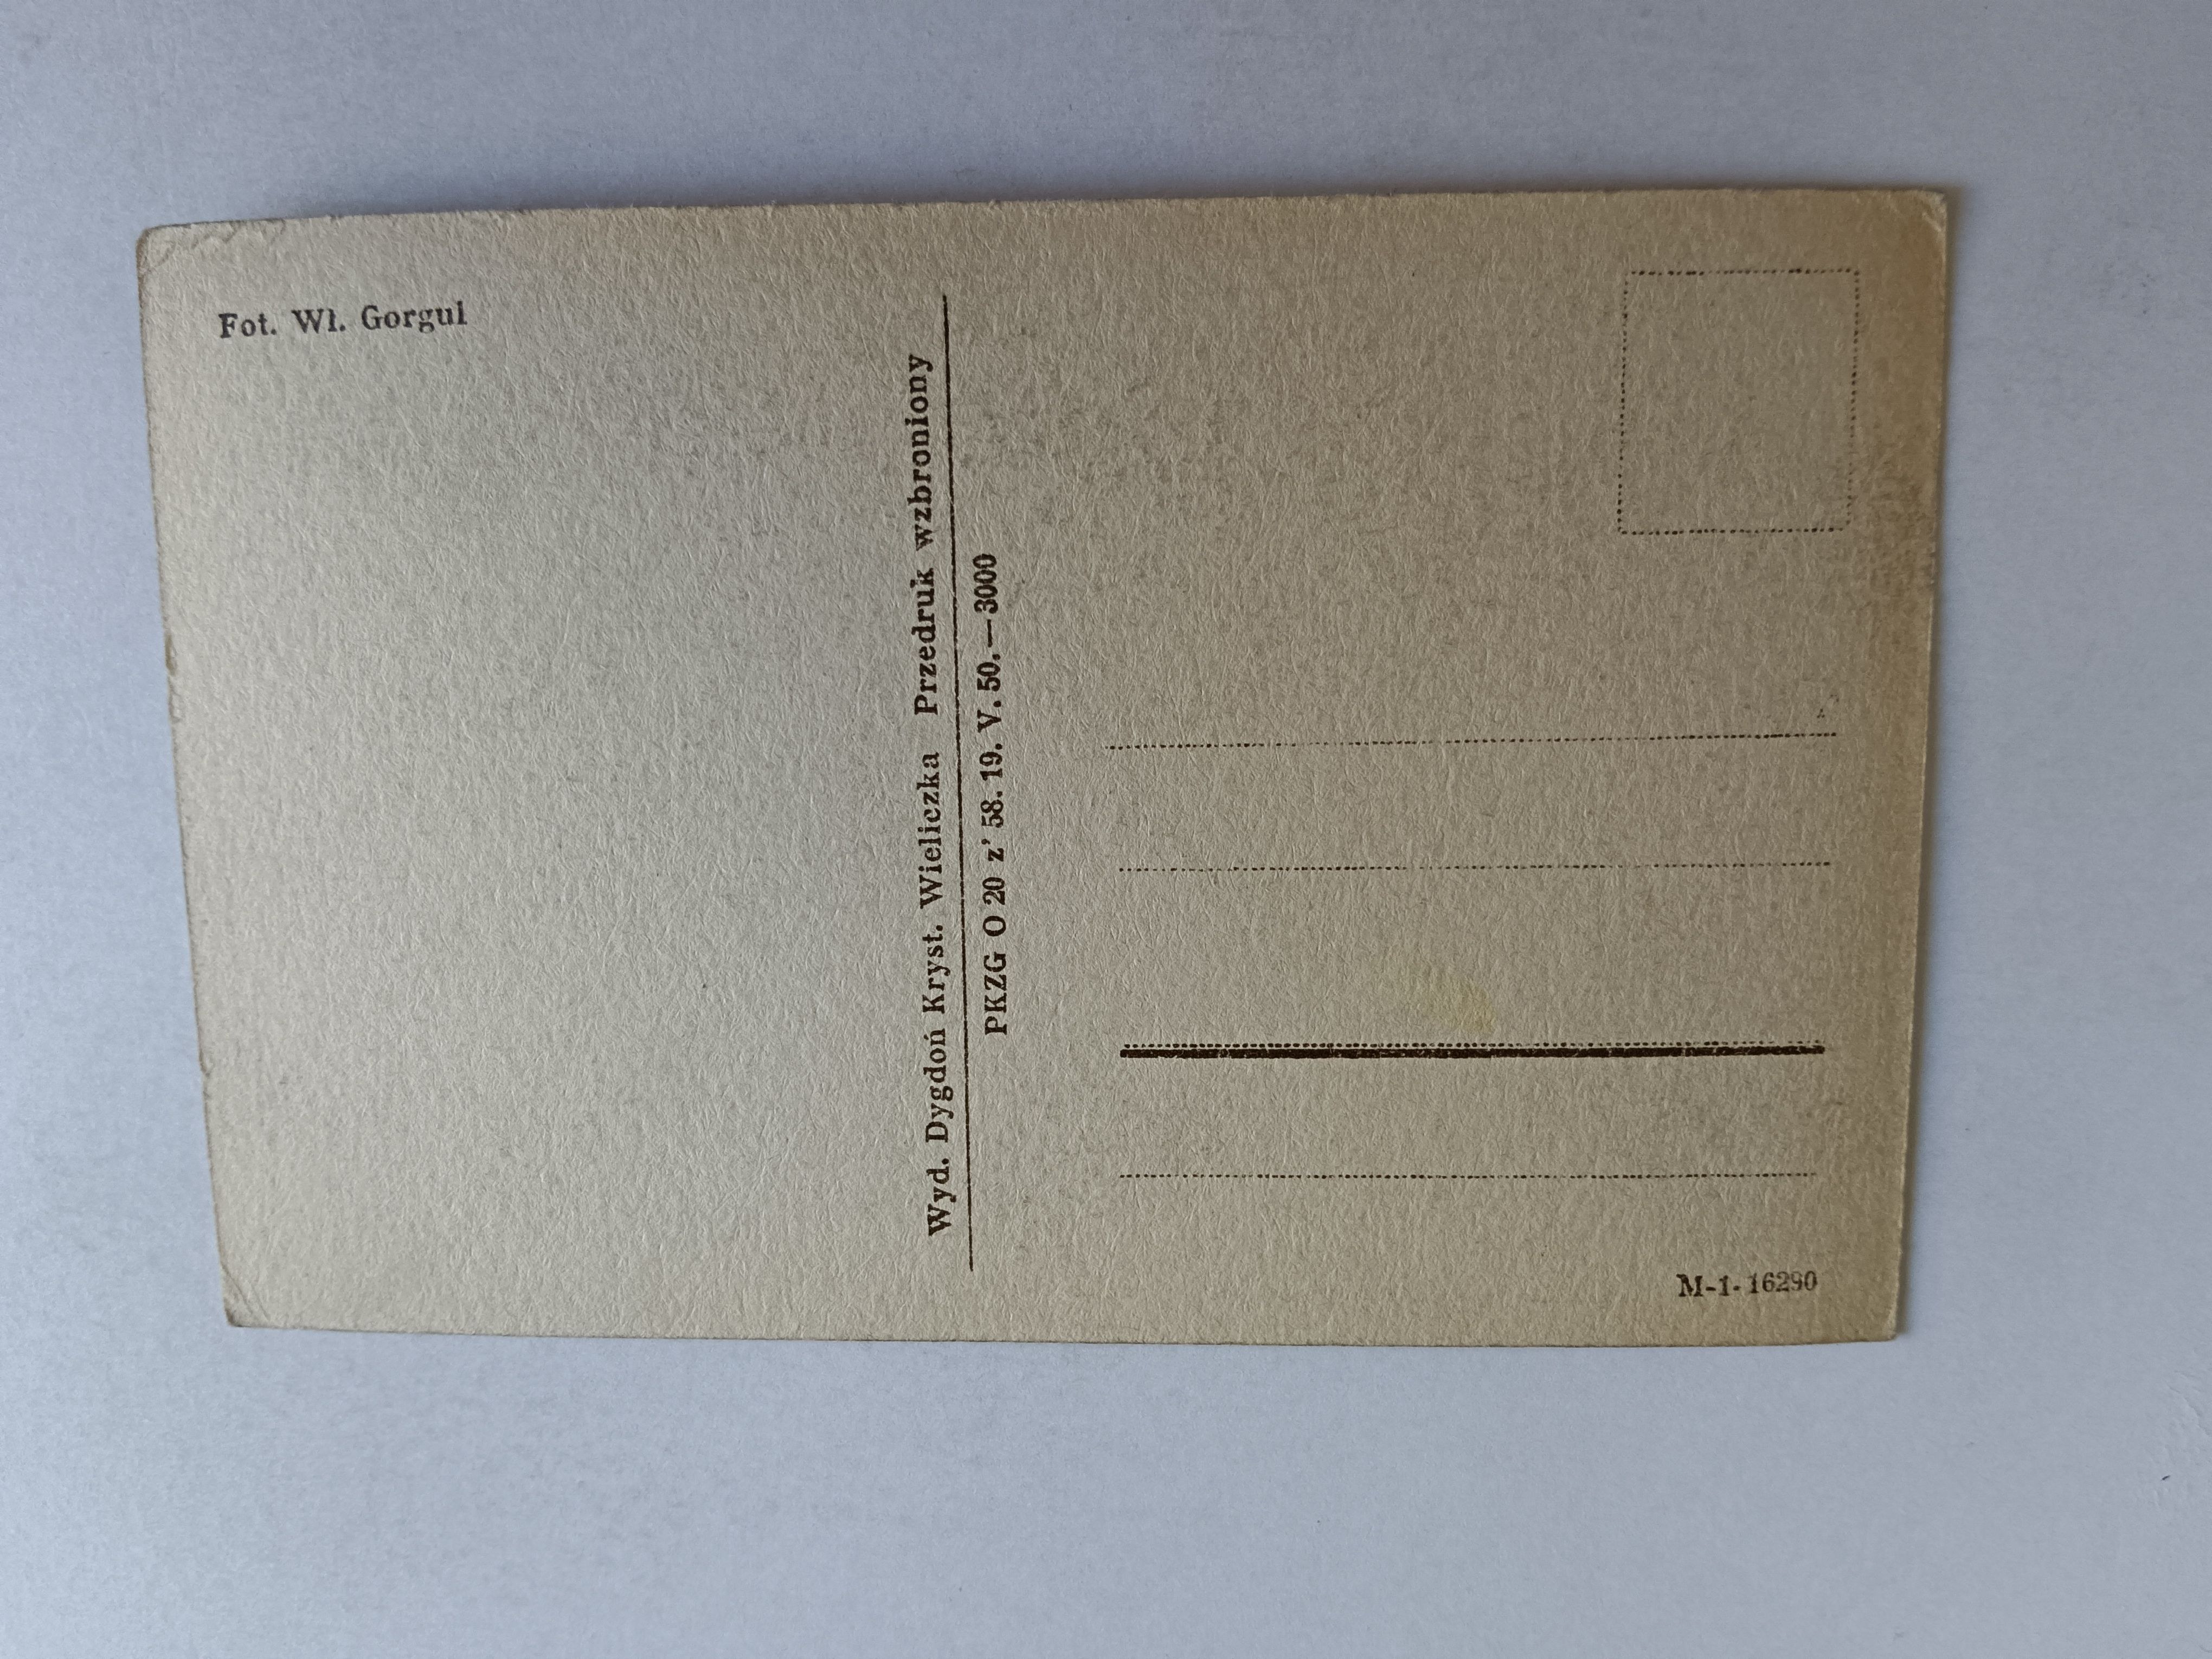 Fot. Wł. Gorgul
Wyd. Dygdoń Kryst. Wieliczka Przedruk wzbroniony
PKZG O 20 z' 58. 19. V. 50.—3000
M-1-16290